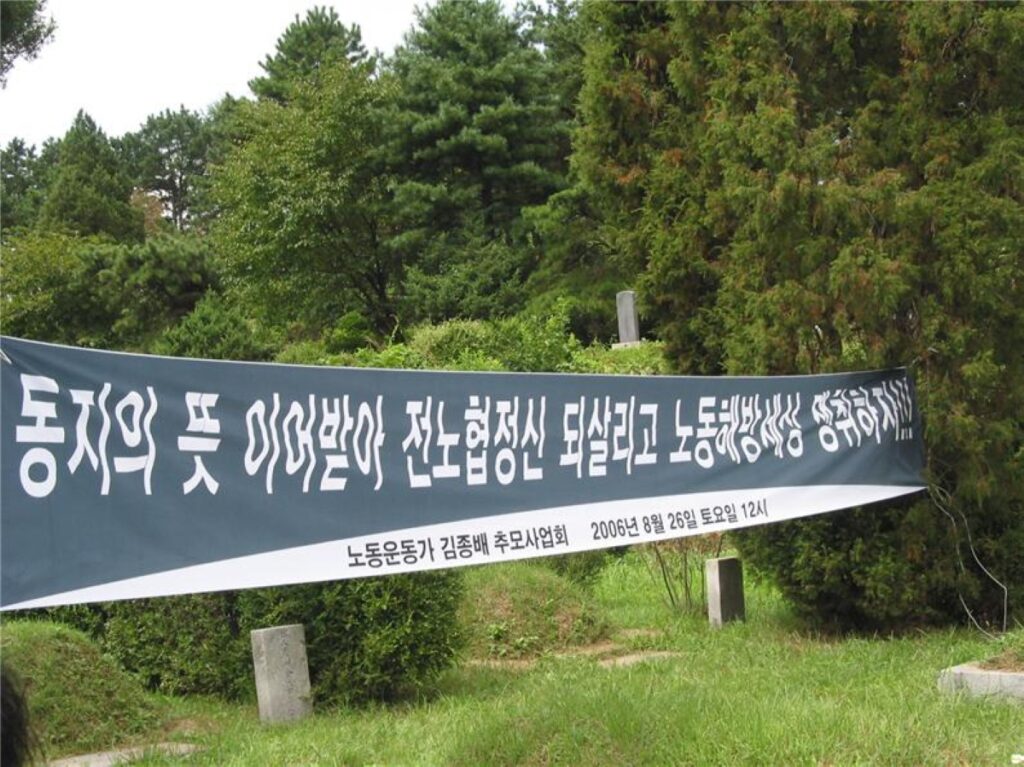 동지의 뜻 이어받아 전노협정신 되살리고 노동해방세상 쟁취하자!!!
노동운동가 김종배 추모사업회 2006년 8월 26일 토요일 12시